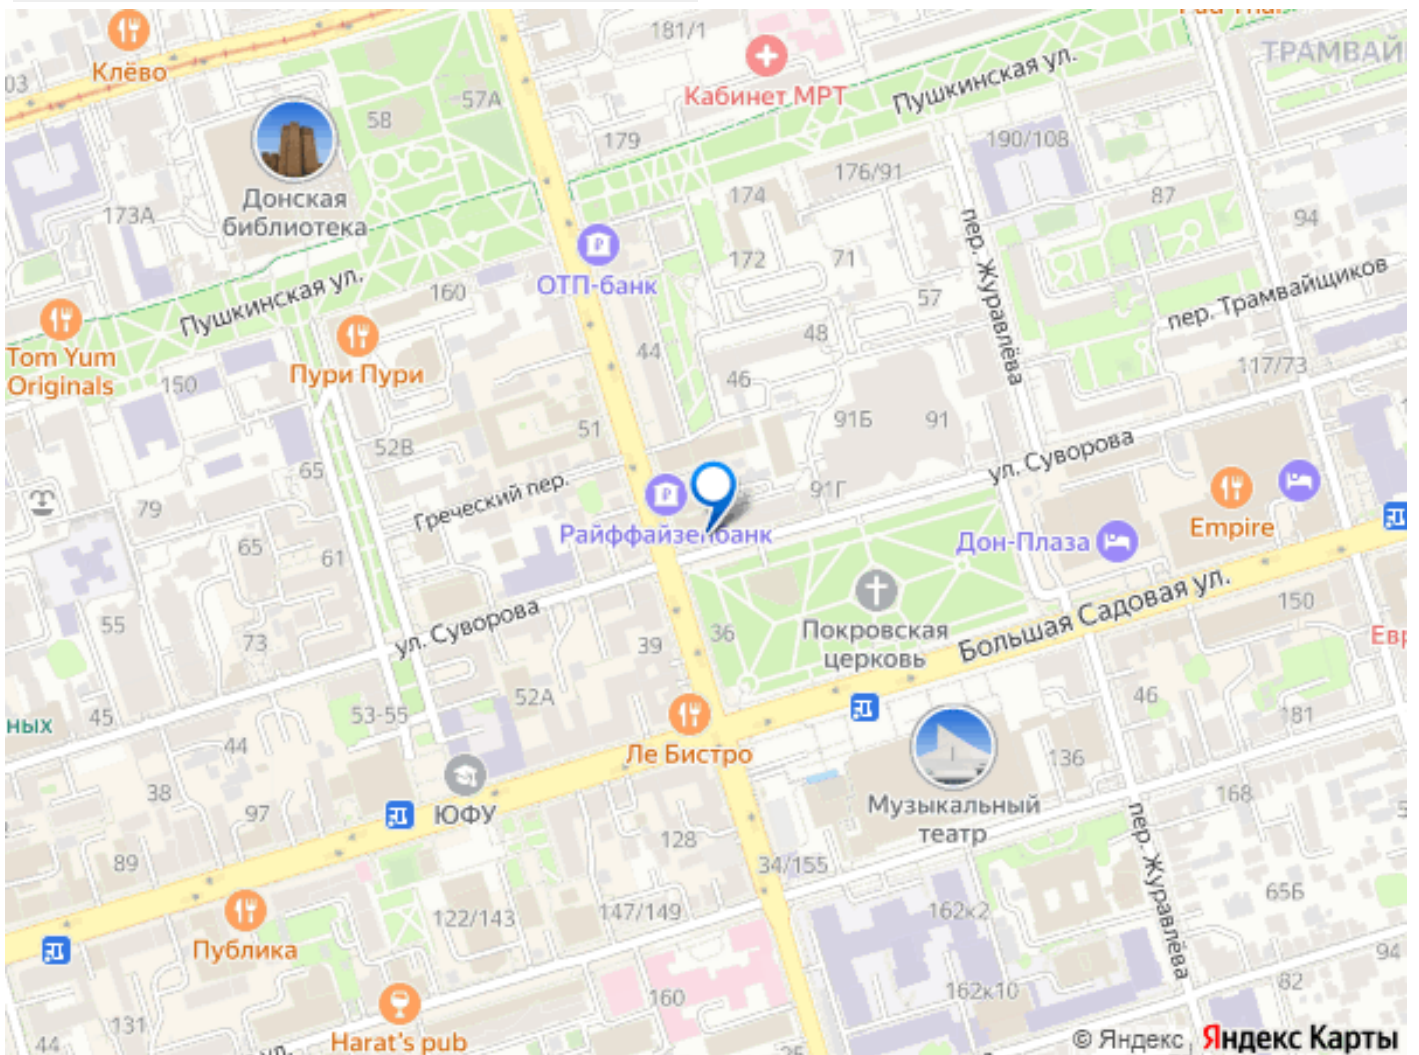 181/1
Клёво
Кабинет МРТ
Пушкинская ул.
57А
58
179
190/108
176/91
Донская
библиотека
173А
174
87
94
пер. Журавлёва
172
71
ОТП-банк
160
57
пер. Трамвайщиков
Пушкинская ул.
48
44
Tom Yum
Originals
Пури Пури
150
46
117/73
51
91Б
91
52В
ул. Суворова
65
Греческий пер.
91Г
79
Райффайзенбанк
Empire
Дон-Плаза
65
61
Большая Садовая ул.
150
ул. Суворова
55
73
39
36
Покровская
церковь
52А
46
45
53-55
181
44
Ле Бистро
136
38
97
ЮФУ
Музыкальный
театр
168
128
89
34/155
пер. Журавлёва
65Б
122/143
147/149
162к2
Публика
94
82
160
162к10
131
44
Harat's pub
© Яндекс
Яндекс Карты